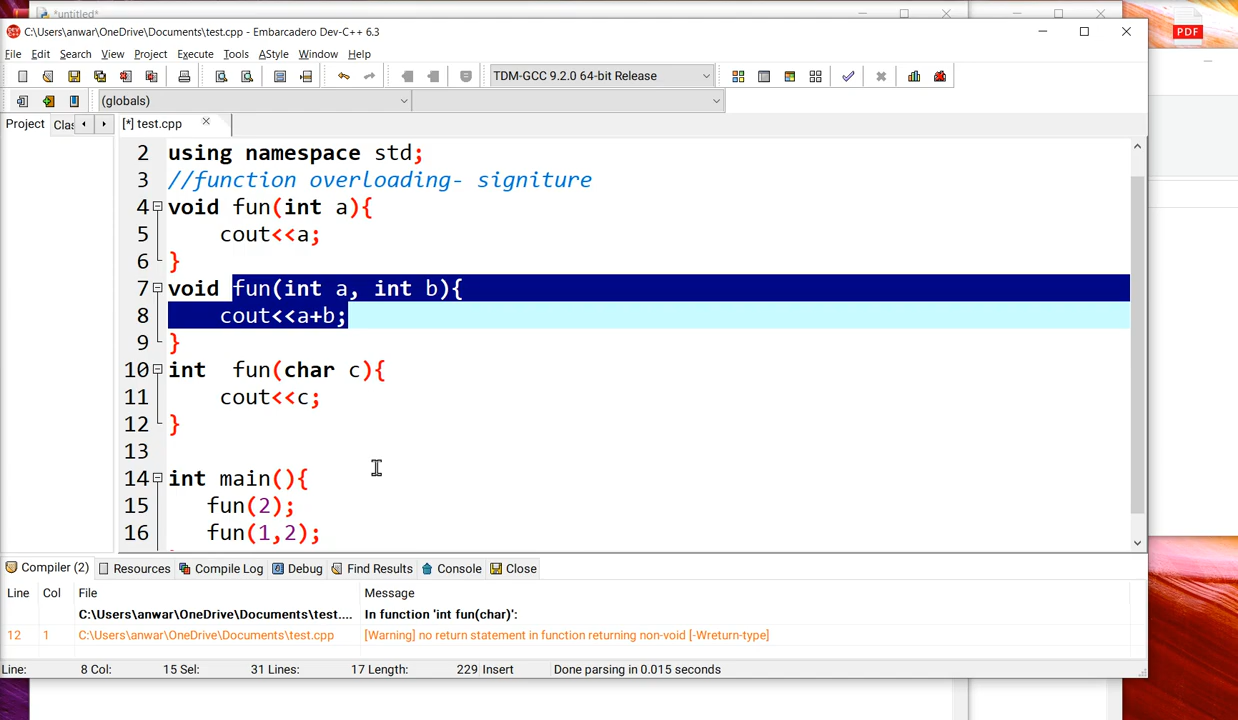 *untitled*
PDF
C:\Users\anwar\OneDrive\Documents\test.cpp - Embarcadero Dev-C++ 6.3
File Edit Search View Project Execute Tools AStyle Window Help
TDM-GCC 9.2.0 64-bit Release
(globals)
Project Clas [*] test.cpp
2 using namespace std;
3 //function overloading- signiture
4 void fun(int a){
5 cout<<a;
6 }
7 void fun(int a, int b){
8 cout<<a+b;
9 }
10 int fun(char c){
11 cout<<c;
12 }
13
14 int main(){
15 fun(2);
16 fun(1,2);
Compiler (2) Resources Compile Log Debug Find Results Console Close
Line Col File Message
C:\Users\anwar\OneDrive\Documents\test.... In function 'int fun(char)':
12 1 C:\Users\anwar\OneDrive\Documents\test.cpp [Warning] no return statement in function returning non-void [-Wreturn-type]
Line: 8 Col: 15 Sel: 31 Lines: 17 Length: 229 Insert Done parsing in 0.015 seconds